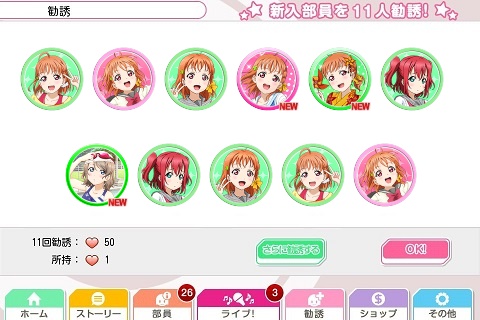 勧誘
新入部員を11人勧誘!
NEW
NEW
NEW
11回勧誘: 50
所持: 1
さらに勧誘する
OK!
26
3
ホーム
ストーリー
部員
ライブ!
勧誘
ショップ
その他